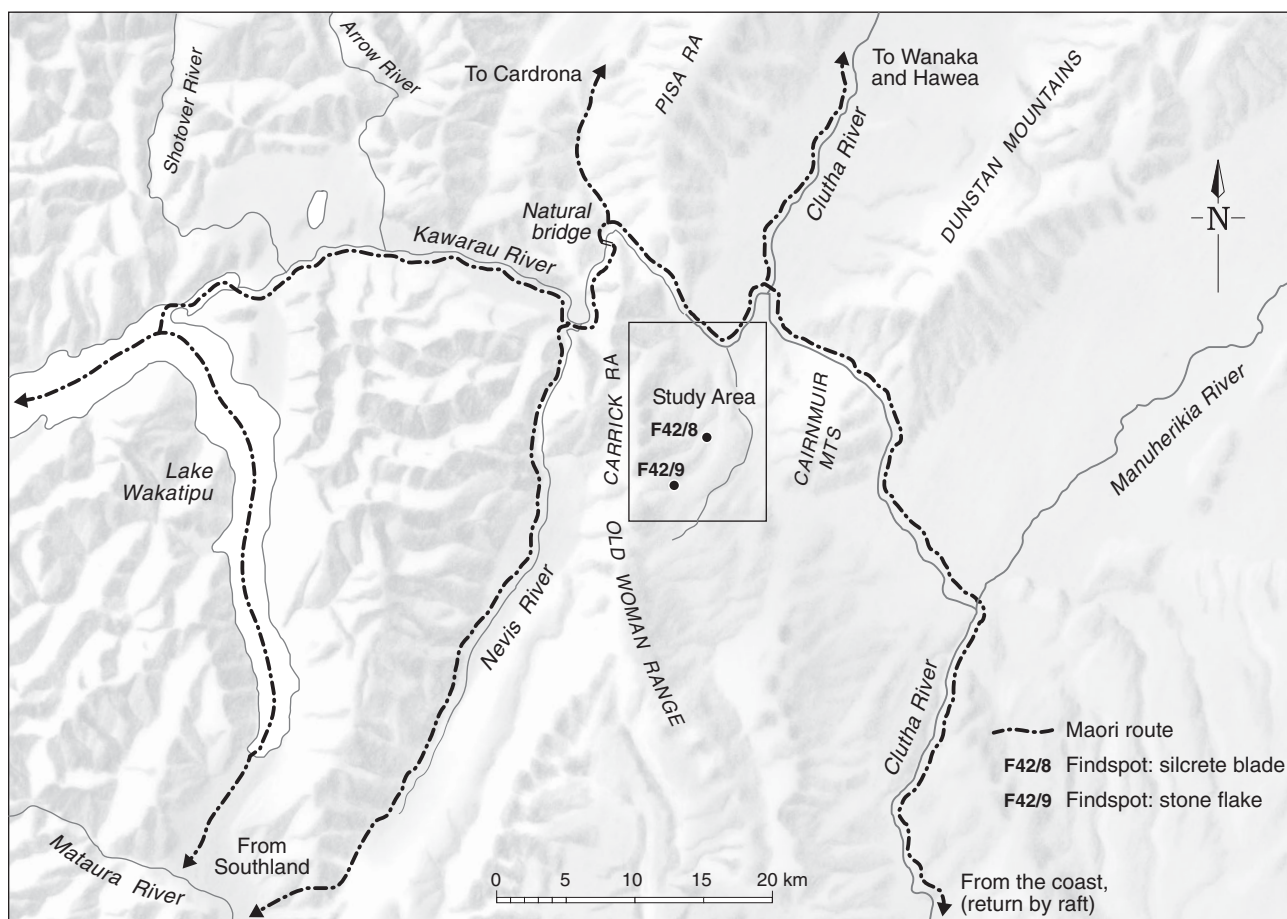 Shotover River
Arrow River
To Cardrona
PISA RA
To Wanaka
and Hawea
Clutha River
DUNSTAN MOUNTAINS
N
Natural
bridge
Kawarau River
Manuherikia River
CARRICK RA
Study Area
F42/8
F42/9
CAIRNMUIR
MTS
Lake
Wakatipu
OLD WOMAN RANGE
Nevis River
Clutha River
Maori route
F42/8 Findspot: silcrete blade
F42/9 Findspot: stone flake
From
Southland
Mataura River
0 5 10 15 20 km
From the coast,
(return by raft)